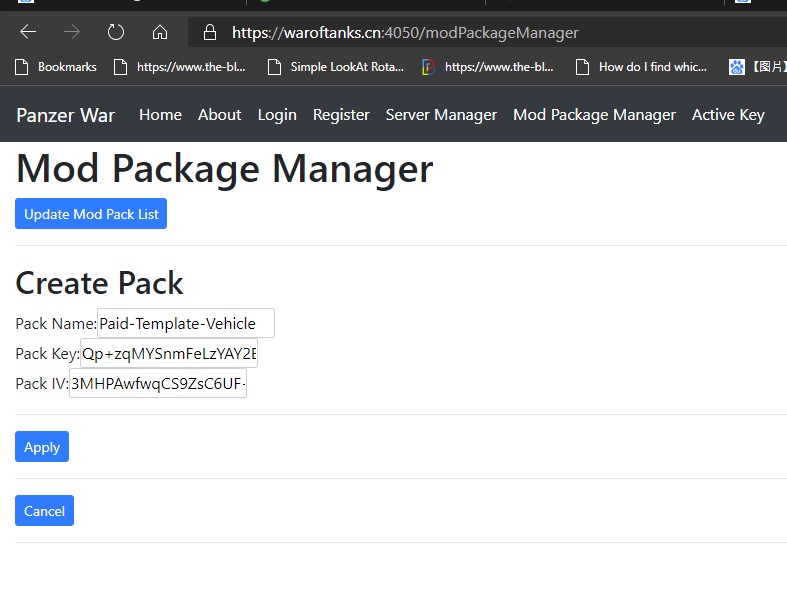 https://waroftanks.cn:4050/modPackageManager
Bookmarks https://www.the-bl... Simple LookAt Rota... https://www.the-bl... How do I find whic... 【图片】
Panzer War Home About Login Register Server Manager Mod Package Manager Active Key
Mod Package Manager
Update Mod Pack List
Create Pack
Pack Name: Paid-Template-Vehicle
Pack Key: Qp+zqMYSnmFeLzYAY2E
Pack IV: 3MHPAwfwqCS9ZsC6UF
Apply
Cancel